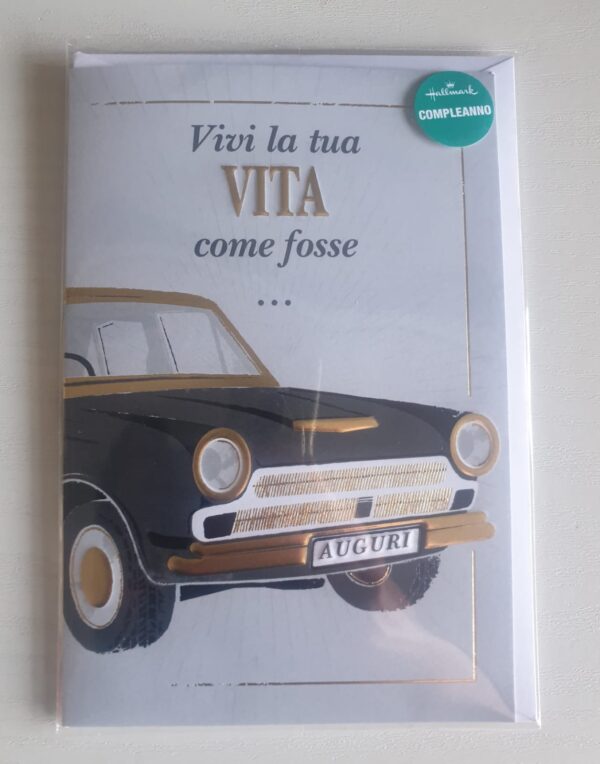 Hallmark
COMPLEANNO
Vivi la tua
VITA
come fosse
...
AUGURI